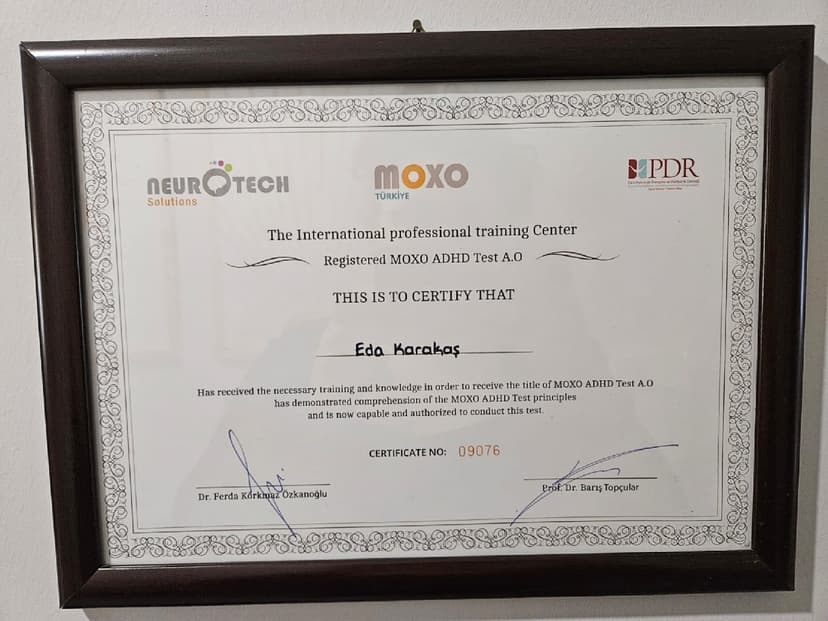 NEUROTECH
Solutions
MOXO
TÜRKİYE
PDR
The International professional training Center
Registered MOXO ADHD Test A.O
THIS IS TO CERTIFY THAT
Eda Karakaş
Has received the necessary training and knowledge in order to receive the title of MOXO ADHD Test A.O
has demonstrated comprehension of the MOXO ADHD Test principles
and is now capable and authorized to conduct this test.
CERTIFICATE NO: 09076
Dr. Ferda Korkmaz Özkanoğlu
Prof. Dr. Barış Topçular